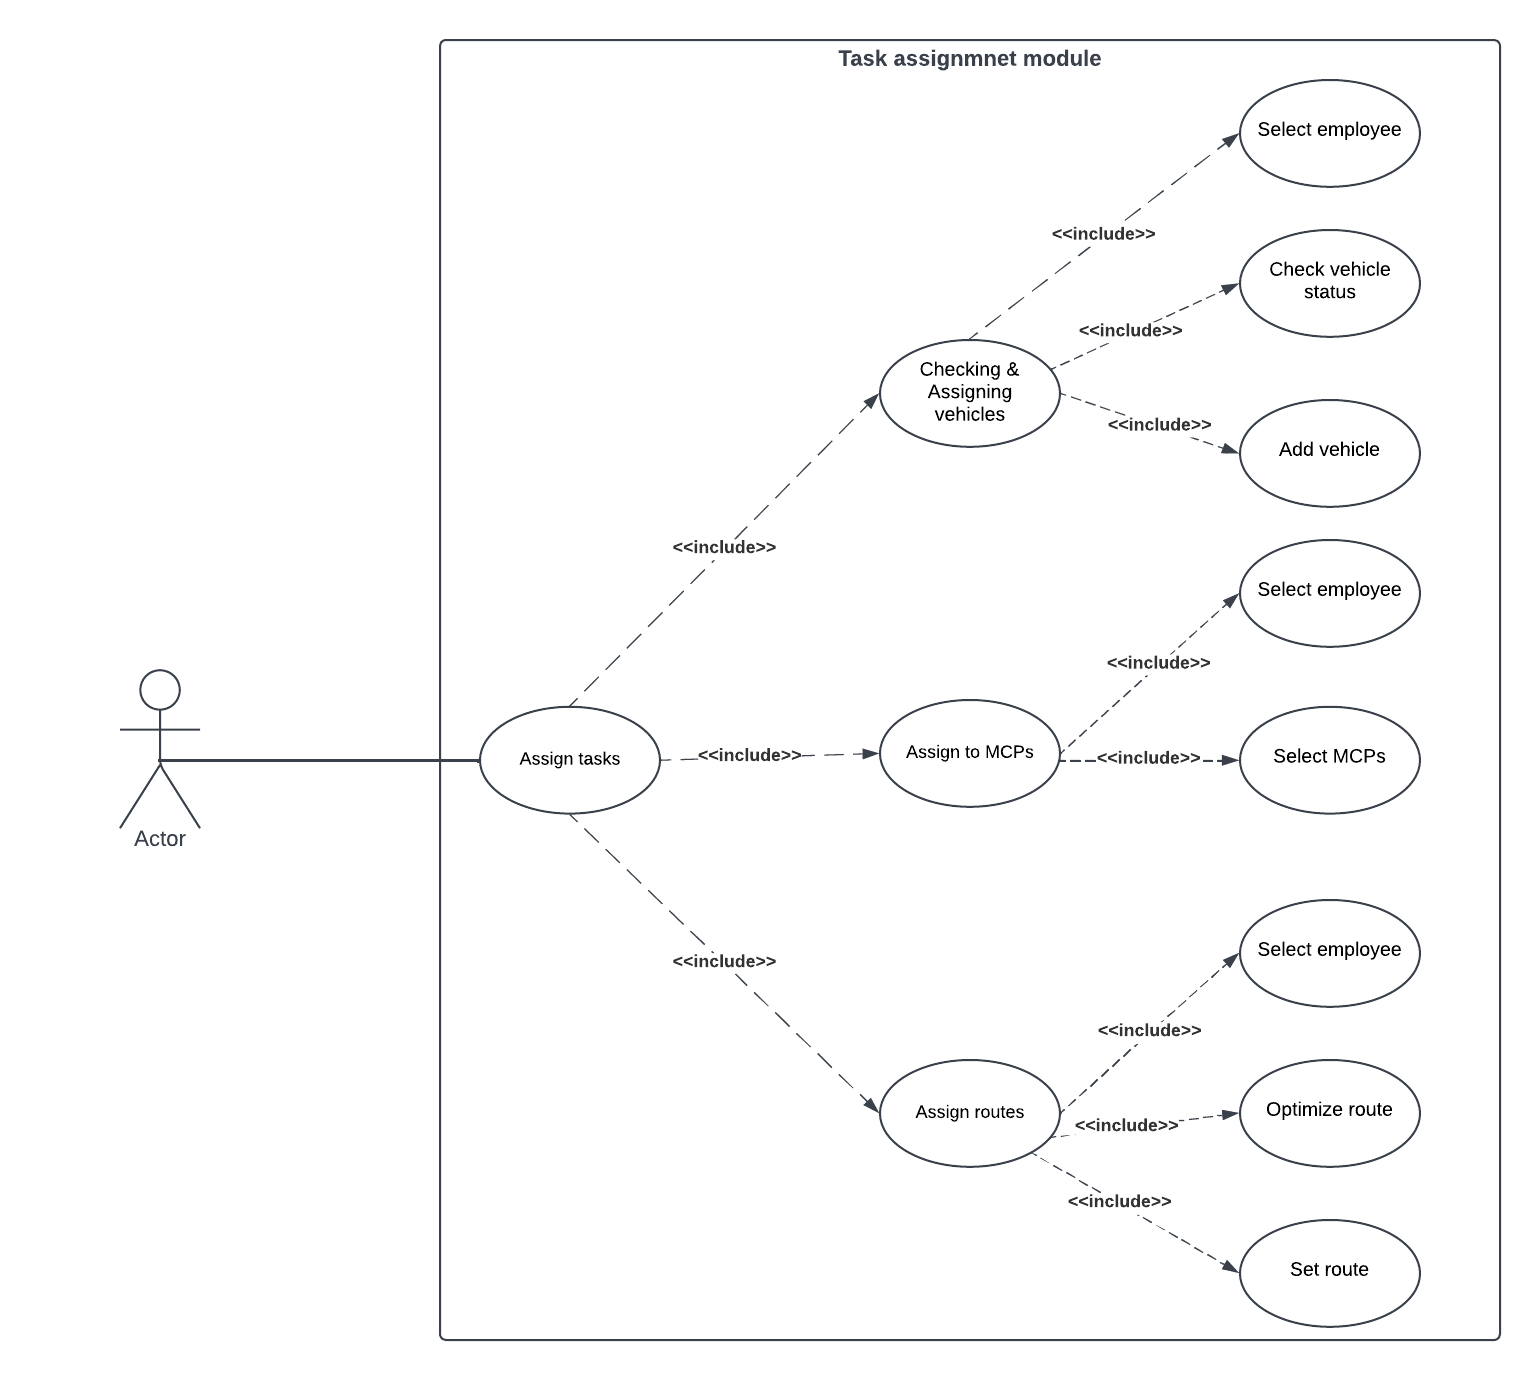 Task assignmnet module
Select employee
<<include>>
Check vehicle
status
<<include>>
Checking &
Assigning
vehicles
<<include>>
Add vehicle
<<include>>
Select employee
<<include>>
Actor
Assign tasks
<<include>>
Assign to MCPs
<<include>>
Select MCPs
<<include>>
Select employee
<<include>>
Assign routes
<<include>>
Optimize route
<<include>>
Set route